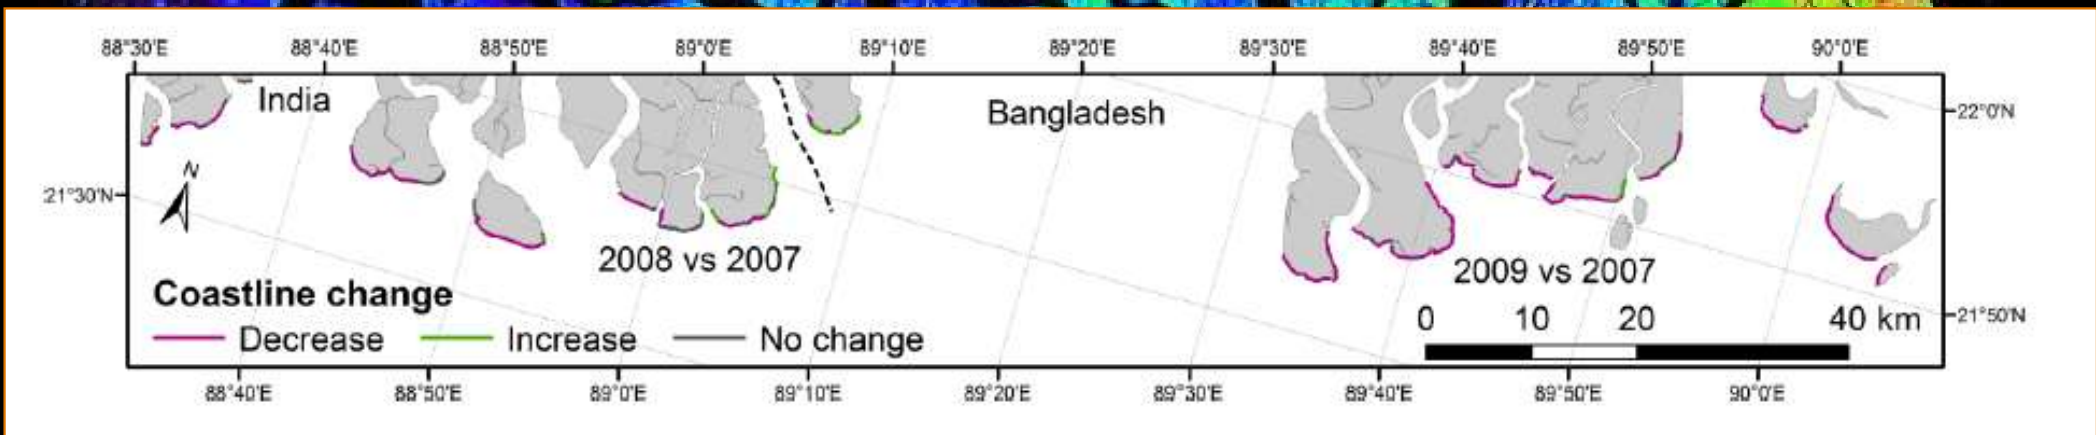 88°30'E 88°40'E 88°50'E 89°0'E 89°10'E 89°20'E 89°30'E 89°40'E 89°50'E 90°0'E
India
Bangladesh
22°0'N
N
21°30'N
2008 vs 2007
2009 vs 2007
Coastline change
Decrease Increase No change
0 10 20 40 km
21°50'N
88°40'E 88°50'E 89°0'E 89°10'E 89°20'E 89°30'E 89°40'E 89°50'E 90°0'E